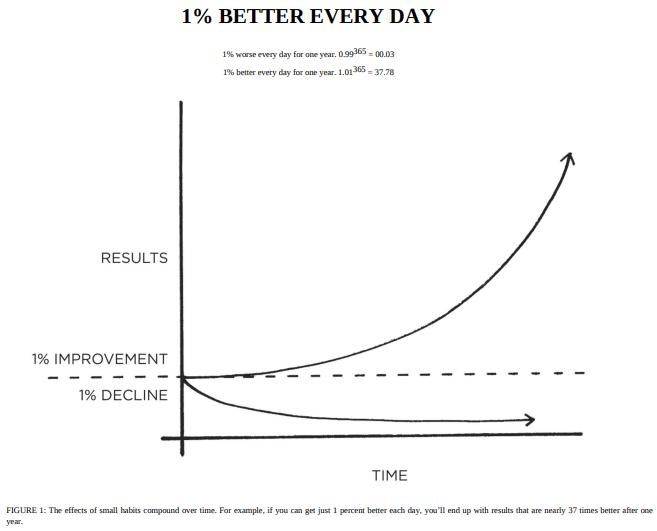 1% BETTER EVERY DAY
1% worse every day for one year. 0.99³⁶⁵ = 00.03
1% better every day for one year. 1.01³⁶⁵ = 37.78
RESULTS
1% IMPROVEMENT
1% DECLINE
TIME
FIGURE 1: The effects of small habits compound over time. For example, if you can get just 1 percent better each day, you’ll end up with results that are nearly 37 times better after one
year.